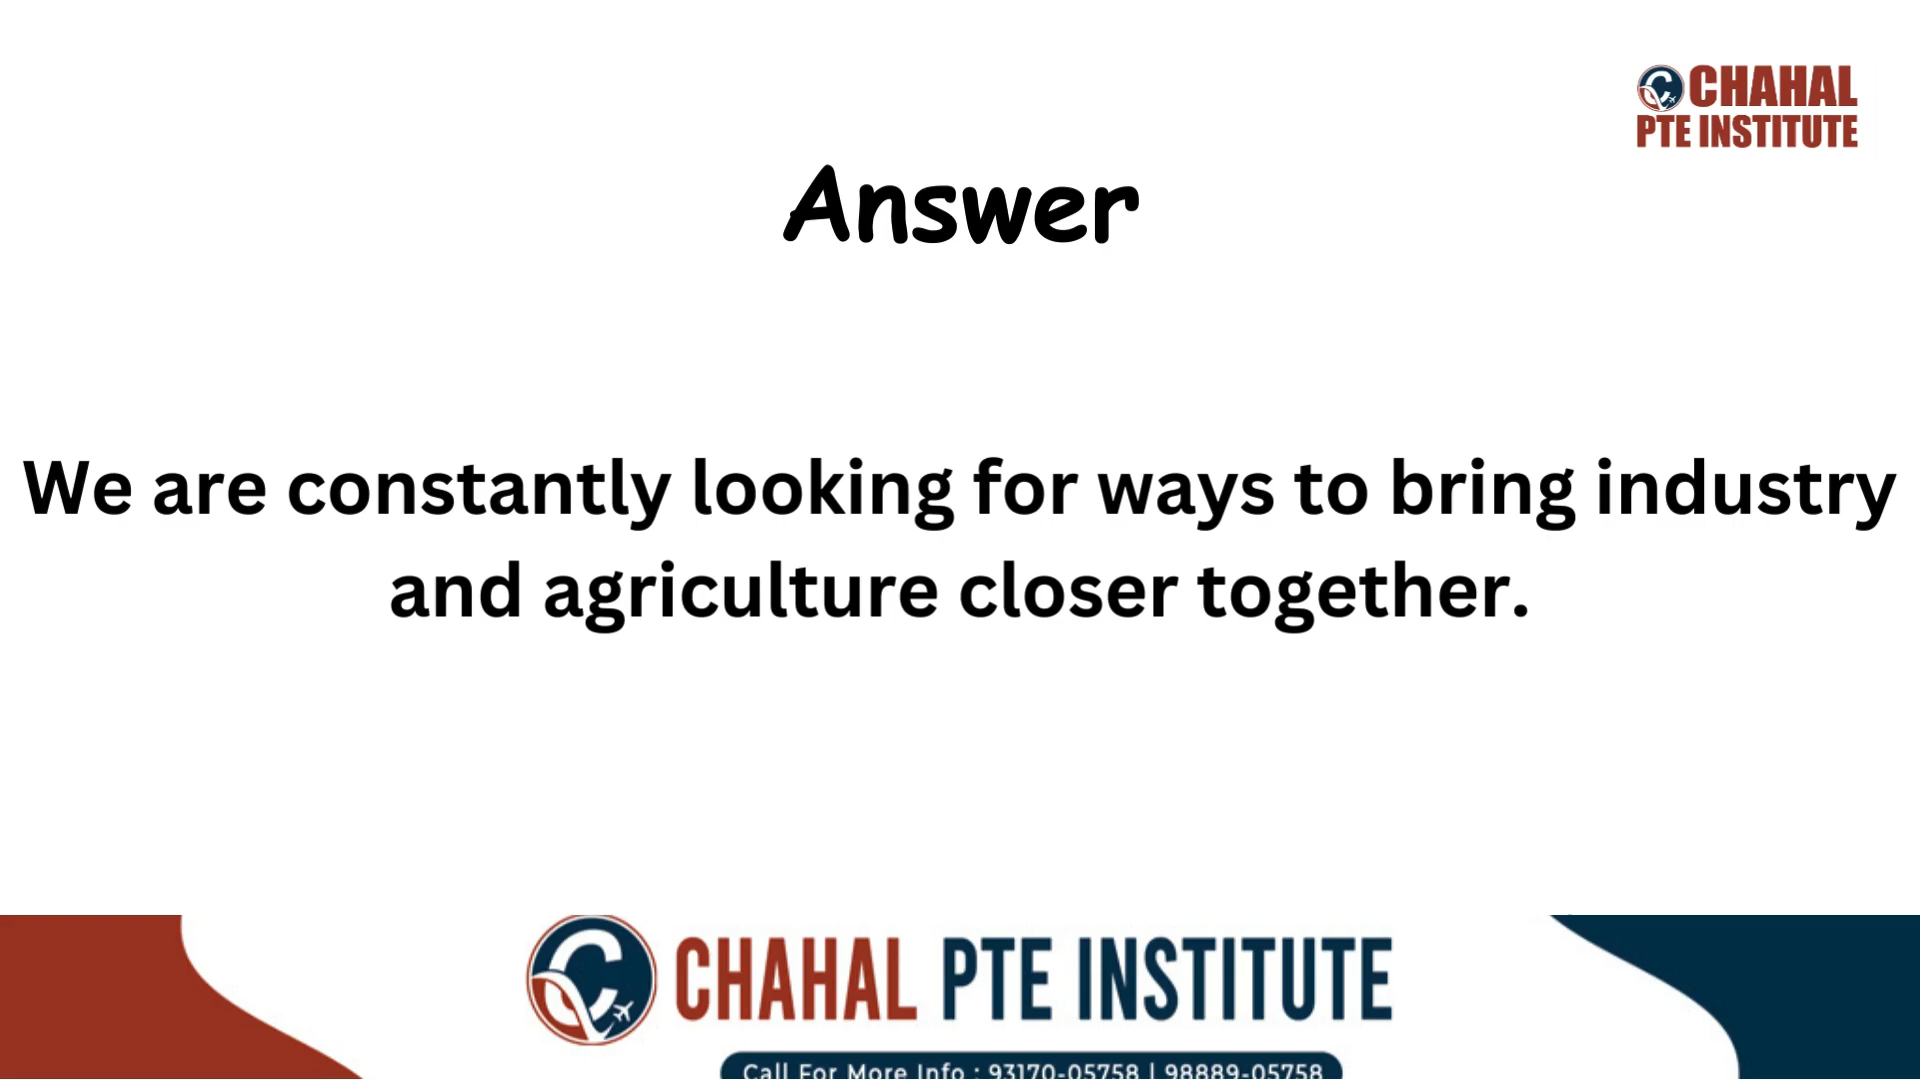 CHAHAL
PTE INSTITUTE
Answer
We are constantly looking for ways to bring industry
and agriculture closer together.
CHAHAL PTE INSTITUTE
Call For More Info : 93170-05758 | 98889-05758